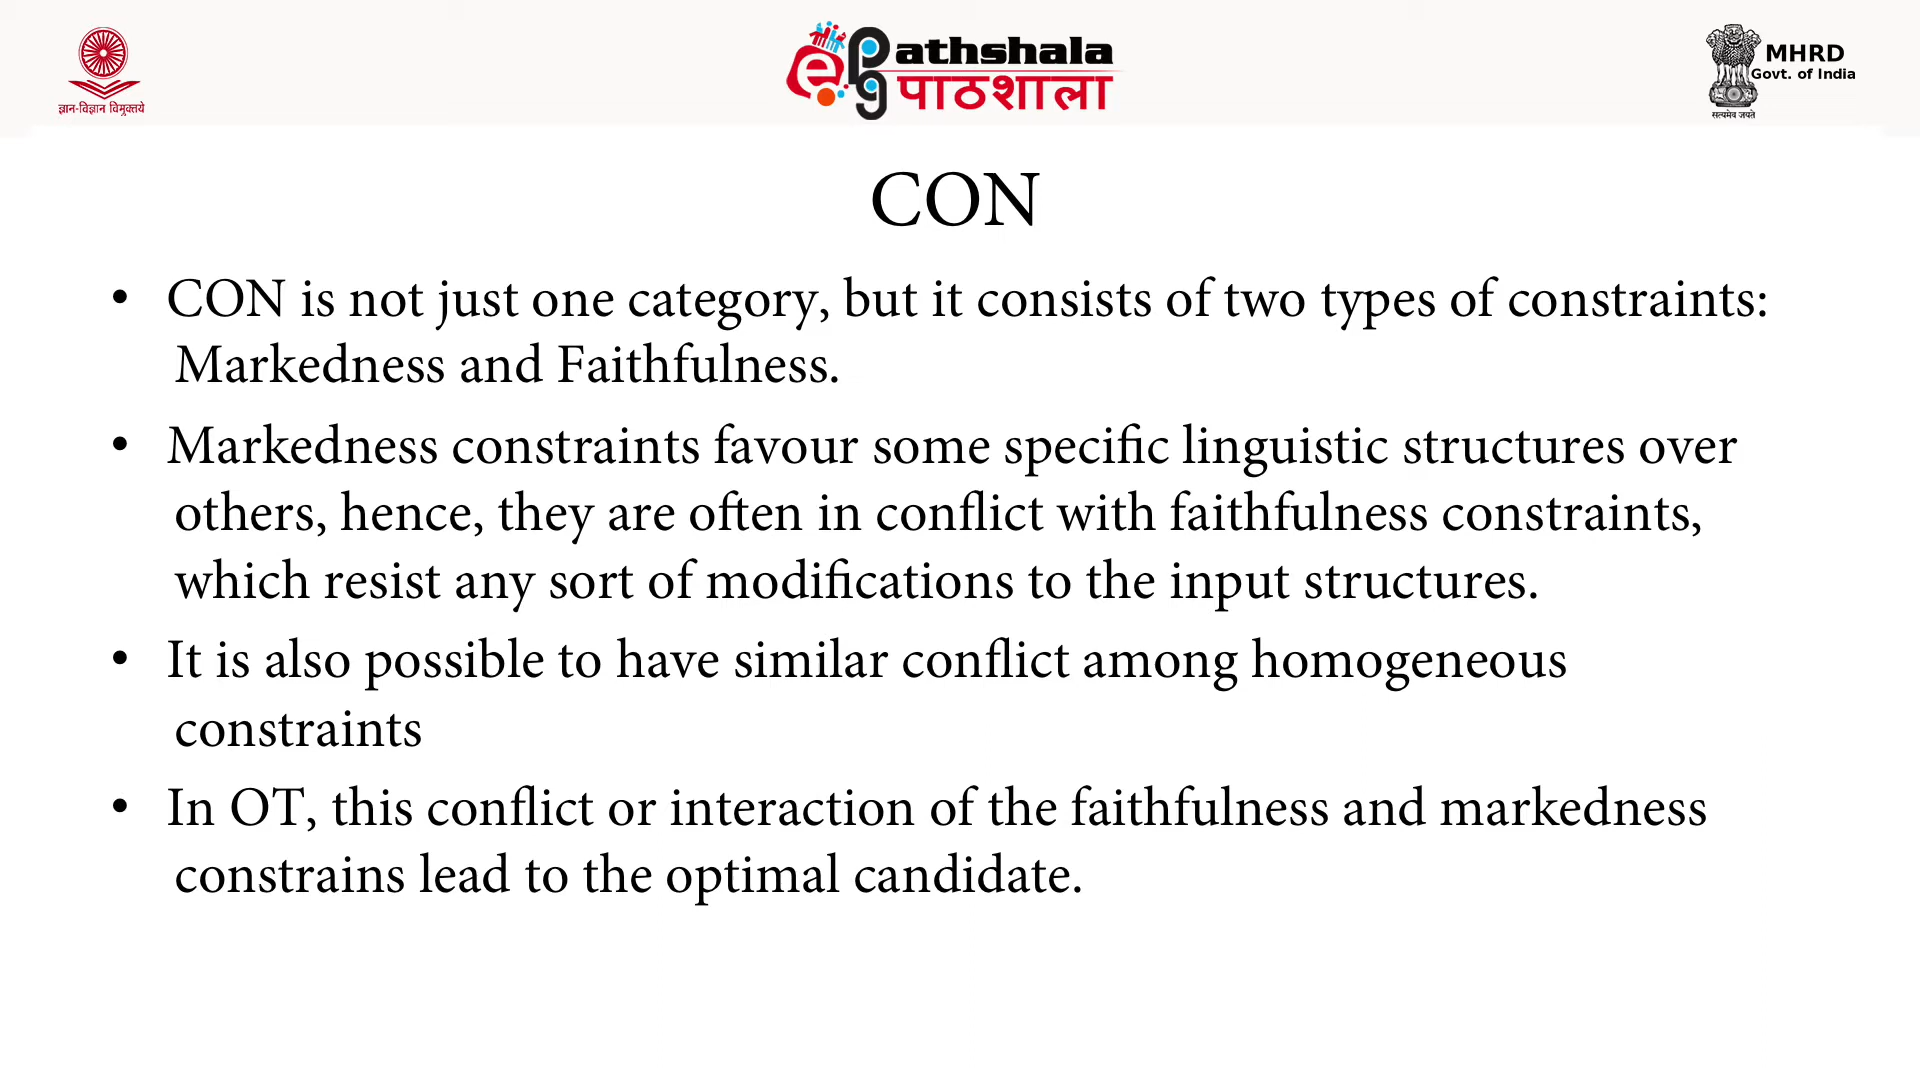 ज्ञान-विज्ञान विमुक्तये
ePG athshala
पाठशाला
MHRD
Govt. of India
सत्यमेव जयते
CON
• CON is not just one category, but it consists of two types of constraints:
Markedness and Faithfulness.
• Markedness constraints favour some specific linguistic structures over
others, hence, they are often in conflict with faithfulness constraints,
which resist any sort of modifications to the input structures.
• It is also possible to have similar conflict among homogeneous
constraints
• In OT, this conflict or interaction of the faithfulness and markedness
constrains lead to the optimal candidate.